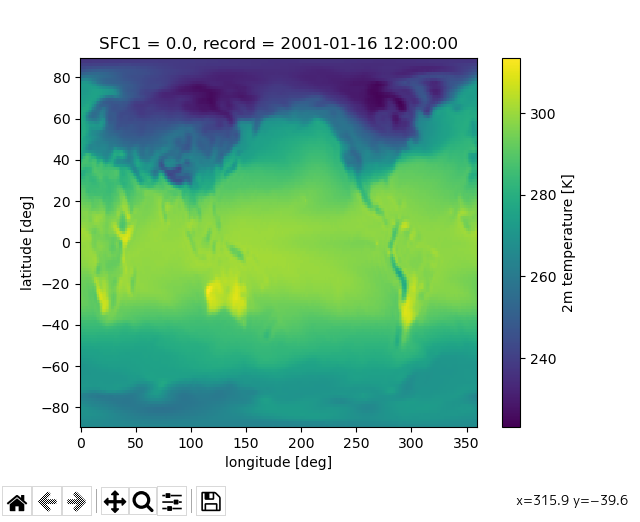 SFC1 = 0.0, record = 2001-01-16 12:00:00
80
60
40
20
0
−20
−40
−60
−80
latitude [deg]
0 50 100 150 200 250 300 350
longitude [deg]
300
280
260
240
2m temperature [K]
x=315.9 y=−39.6